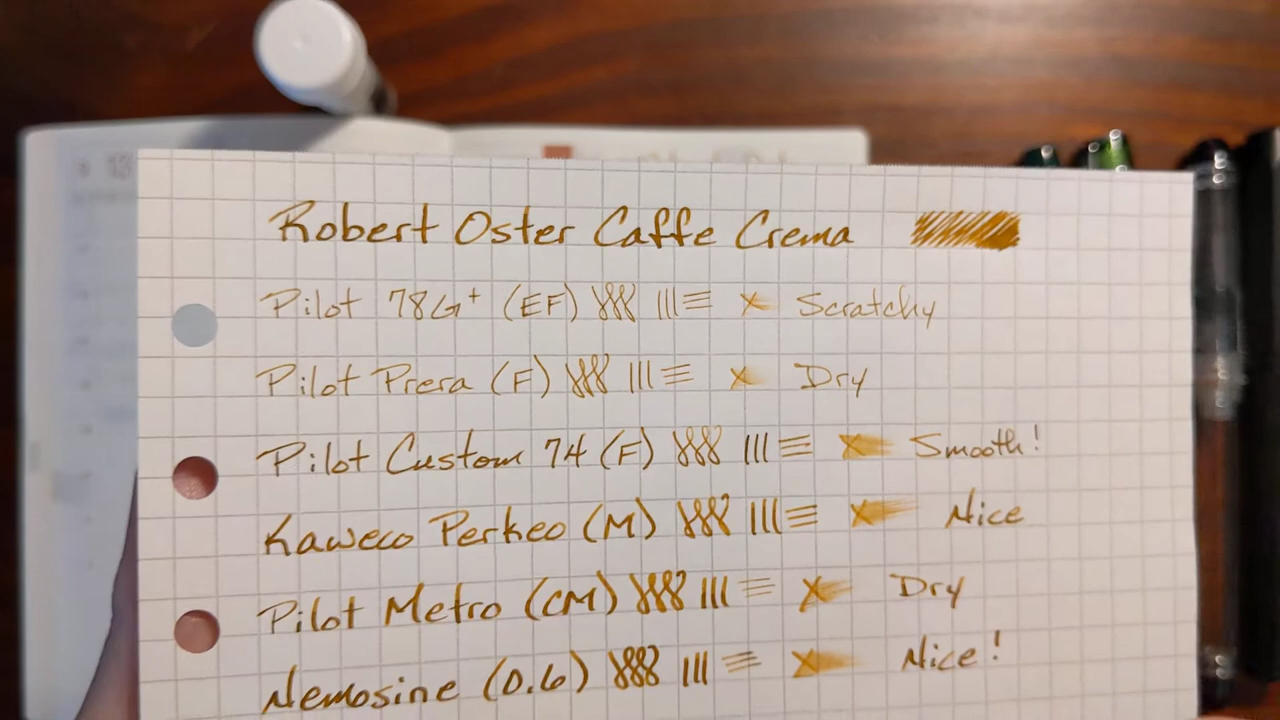 13
Robert Oster Caffe Crema
Pilot 78G+ (EF) Scratchy
Pilot Prera (F) Dry
Pilot Custom 74 (F) Smooth!
Kaweco Perkeo (M) Nice
Pilot Metro (CM) Dry
Nemosine (0.6) Nice!